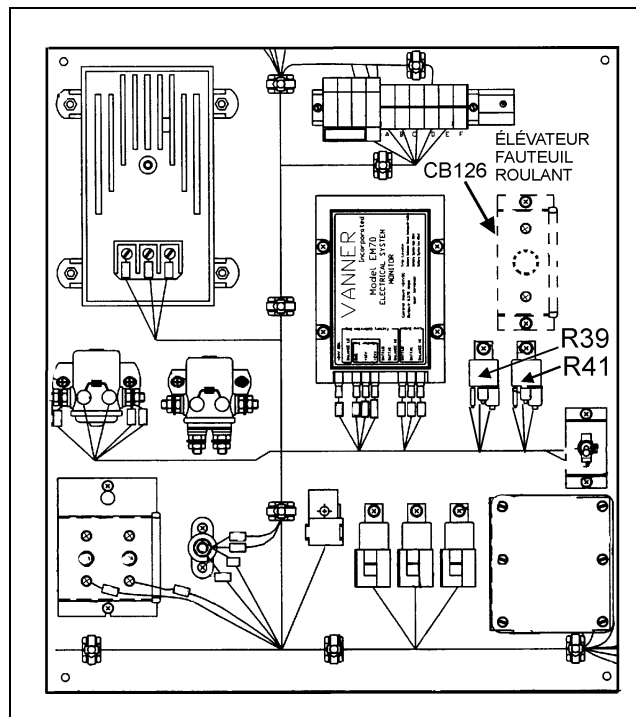 A B C D E F
ÉLÉVATEUR
FAUTEUIL
ROULANT
CB126
VANNER
Incorporated
Model EM70
ELECTRICAL SYSTEM
MONITOR
R39
R41